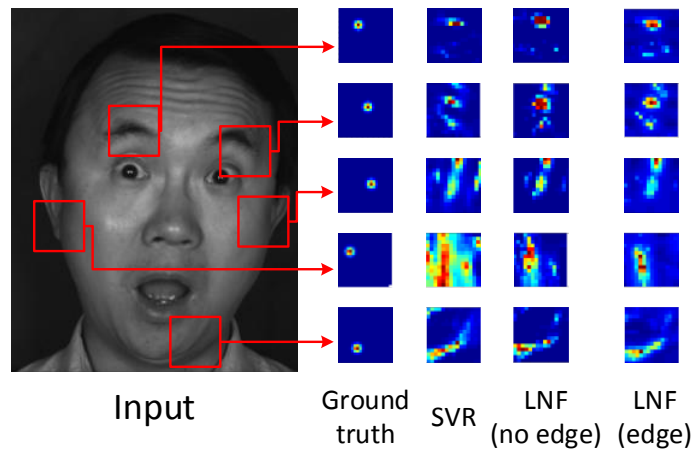 Input
Ground
truth
SVR
LNF
(no edge)
LNF
(edge)